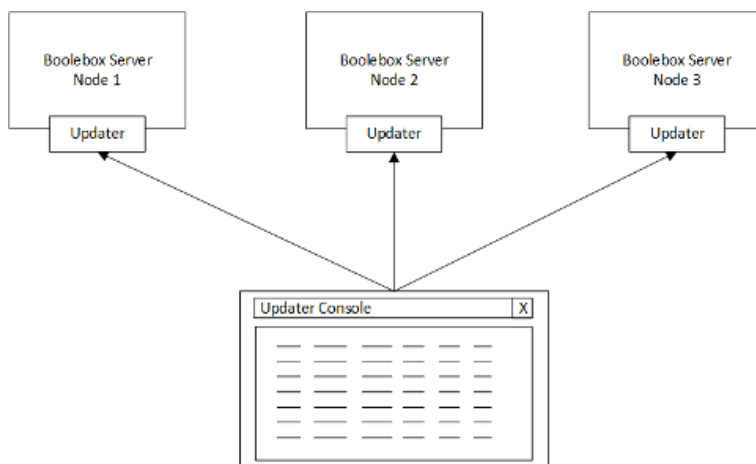 Boolebox Server
Node 1
Updater
Boolebox Server
Node 2
Updater
Boolebox Server
Node 3
Updater
Updater Console
X